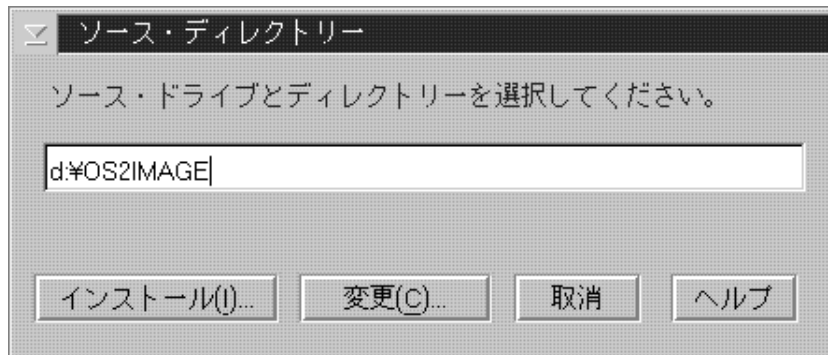 ソース・ディレクトリー
ソース・ドライブとディレクトリーを選択してください。
d:¥OS2IMAGE
インストール(I)... 変更(C)... 取消 ヘルプ